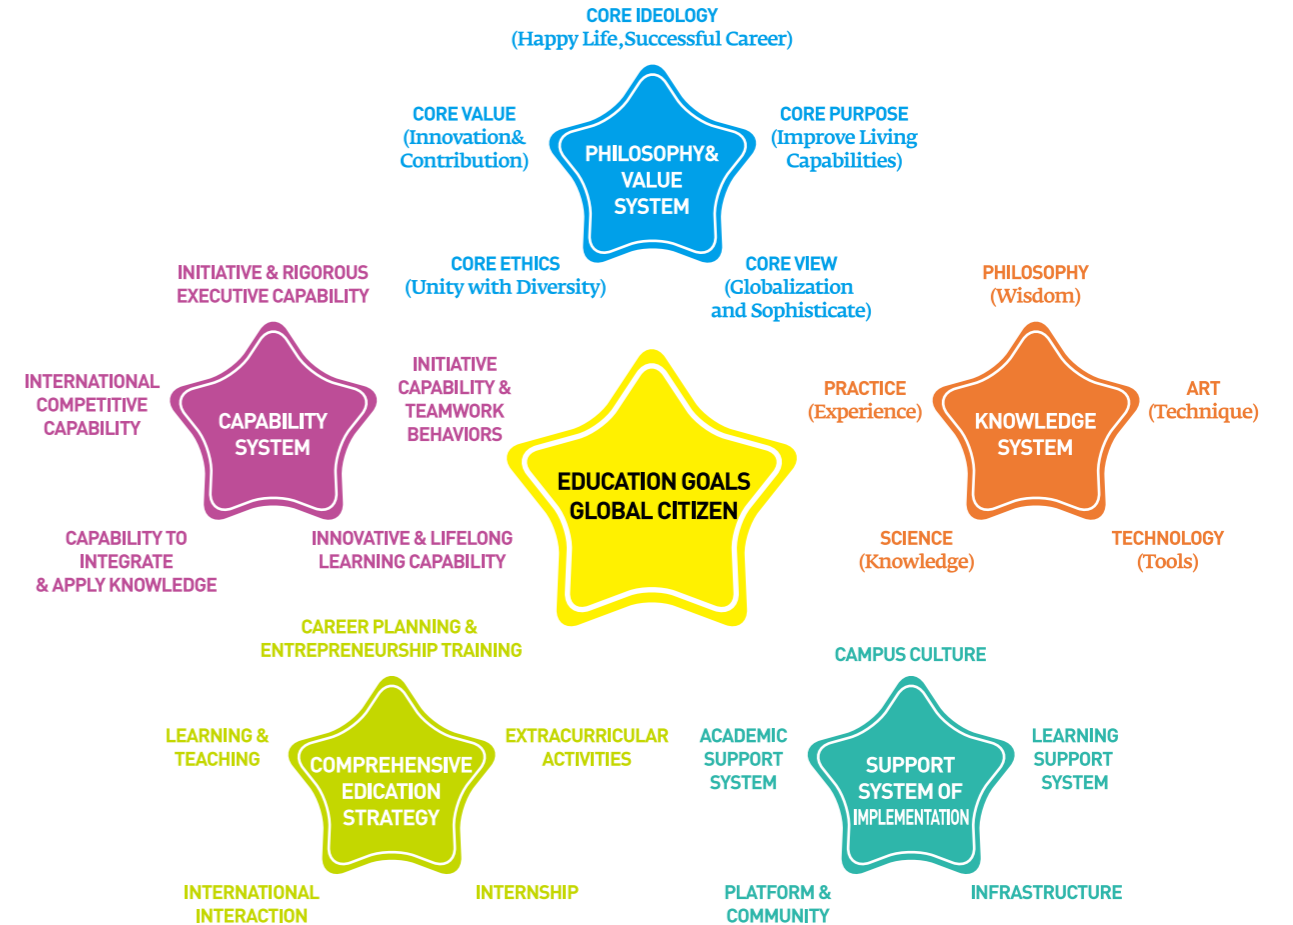 CORE IDEOLOGY
(Happy Life,Successful Career)
CORE VALUE
(Innovation&
Contribution)
CORE PURPOSE
(Improve Living
Capabilities)
PHILOSOPHY&
VALUE
SYSTEM
CORE ETHICS
(Unity with Diversity)
CORE VIEW
(Globalization
and Sophisticate)
INITIATIVE & RIGOROUS
EXECUTIVE CAPABILITY
INTERNATIONAL
COMPETITIVE
CAPABILITY
CAPABILITY
SYSTEM
INITIATIVE
CAPABILITY &
TEAMWORK
BEHAVIORS
CAPABILITY TO
INTEGRATE
& APPLY KNOWLEDGE
INNOVATIVE & LIFELONG
LEARNING CAPABILITY
EDUCATION GOALS
GLOBAL CITIZEN
PHILOSOPHY
(Wisdom)
PRACTICE
(Experience)
KNOWLEDGE
SYSTEM
ART
(Technique)
SCIENCE
(Knowledge)
TECHNOLOGY
(Tools)
CAREER PLANNING &
ENTREPRENEURSHIP TRAINING
LEARNING &
TEACHING
COMPREHENSIVE
EDICATION
STRATEGY
EXTRACURRICULAR
ACTIVITIES
INTERNATIONAL
INTERACTION
INTERNSHIP
CAMPUS CULTURE
ACADEMIC
SUPPORT
SYSTEM
SUPPORT
SYSTEM OF
IMPLEMENTATION
LEARNING
SUPPORT
SYSTEM
PLATFORM &
COMMUNITY
INFRASTRUCTURE